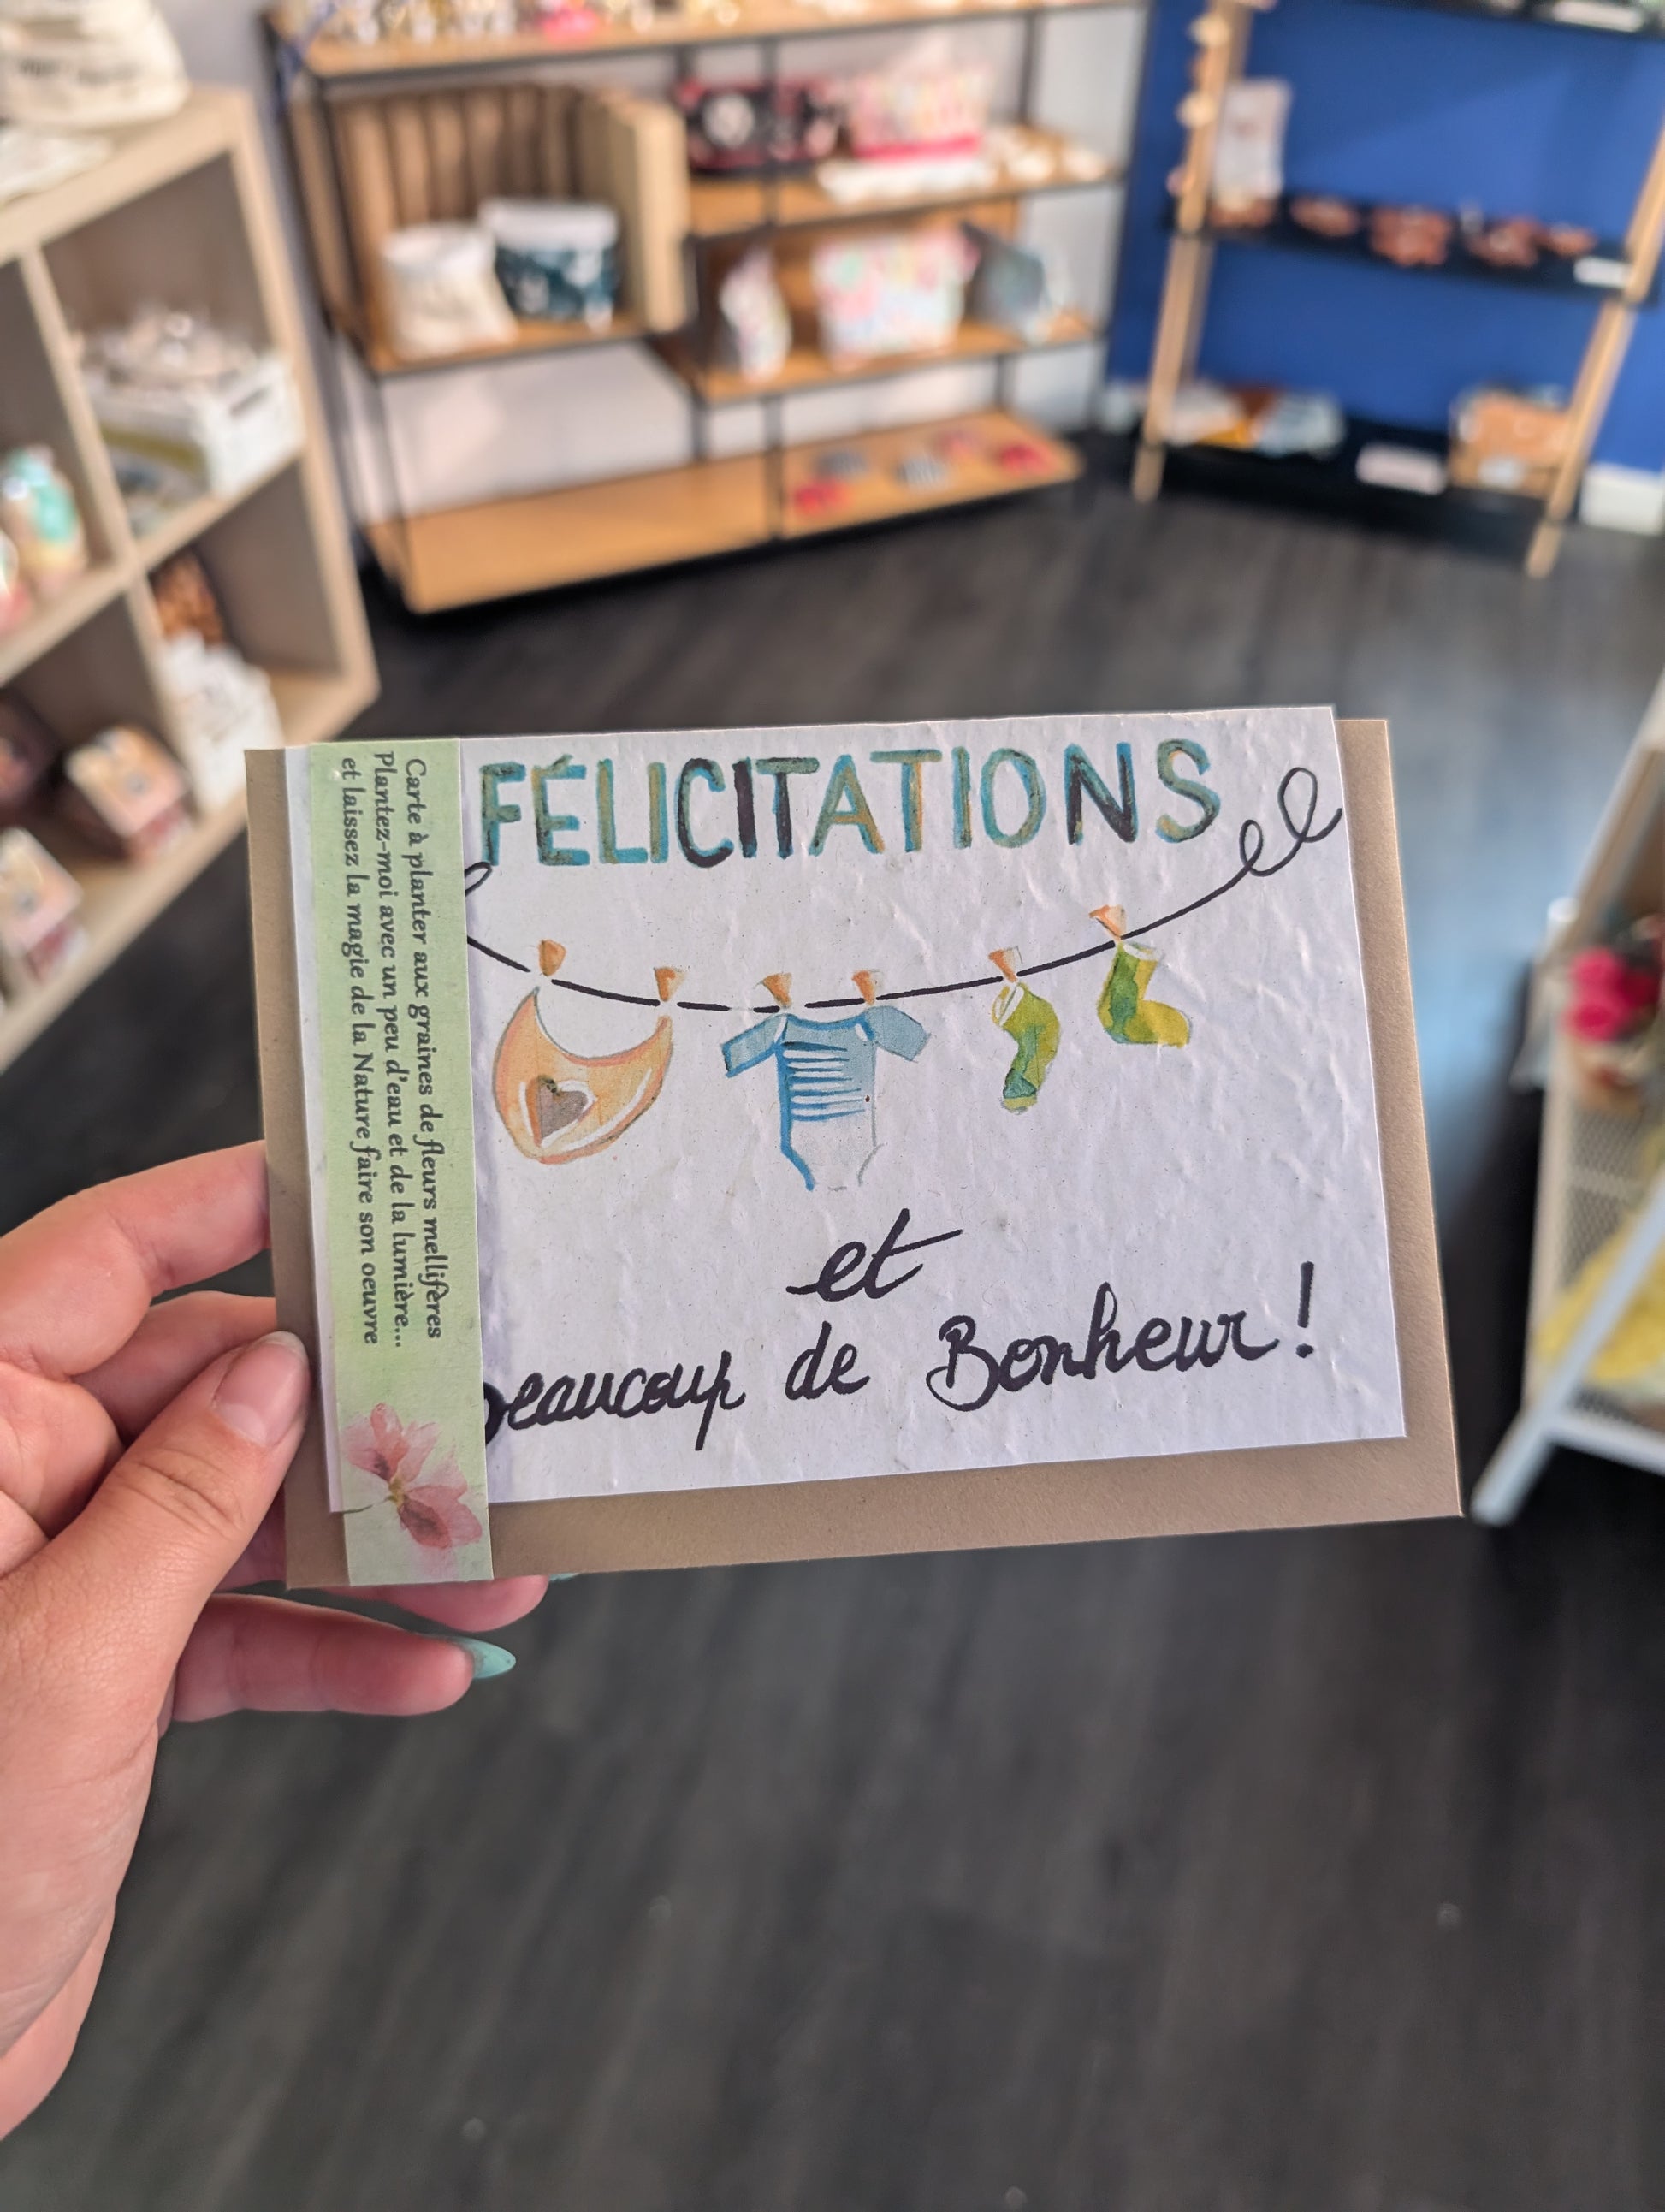 FÉLICITATIONS
et
beaucoup de Bonheur !
Carte à planter aux graines de fleurs mellifères
Plantez-moi avec un peu d'eau et de la lumière...
et laissez la magie de la Nature faire son oeuvre